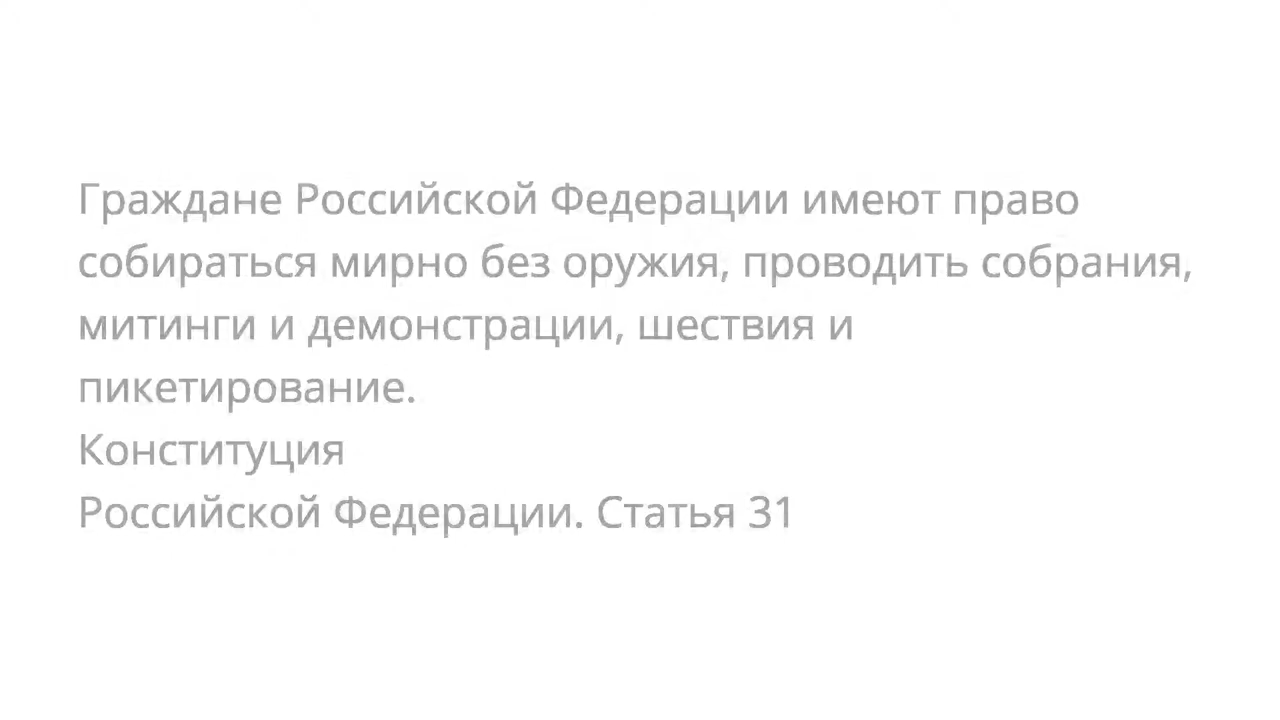 Граждане Российской Федерации имеют право
собираться мирно без оружия, проводить собрания,
митинги и демонстрации, шествия и
пикетирование.
Конституция
Российской Федерации. Статья 31